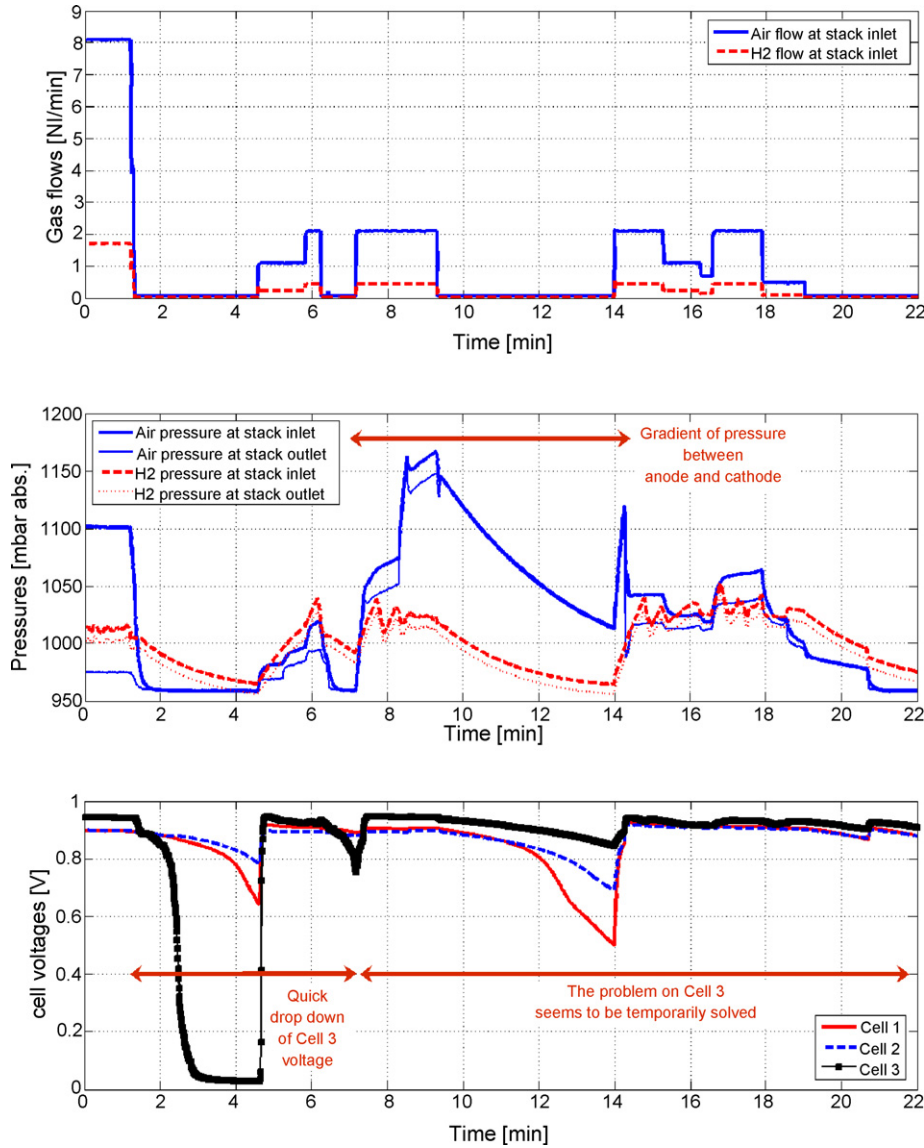 9
8
7
6
5
4
3
2
1
0
Gas flows [Nl/min]
Air flow at stack inlet
H2 flow at stack inlet
0 2 4 6 8 10 12 14 16 18 20 22
Time [min]
1200
1150
1100
1050
1000
950
Pressures [mbar abs.]
Air pressure at stack inlet
Air pressure at stack outlet
H2 pressure at stack inlet
H2 pressure at stack outlet
Gradient of pressure
between
anode and cathode
0 2 4 6 8 10 12 14 16 18 20 22
Time [min]
1
0.8
0.6
0.4
0.2
0
cell voltages [V]
Quick
drop down
of Cell 3
voltage
The problem on Cell 3
seems to be temporarily solved
Cell 1
Cell 2
Cell 3
0 2 4 6 8 10 12 14 16 18 20 22
Time [min]